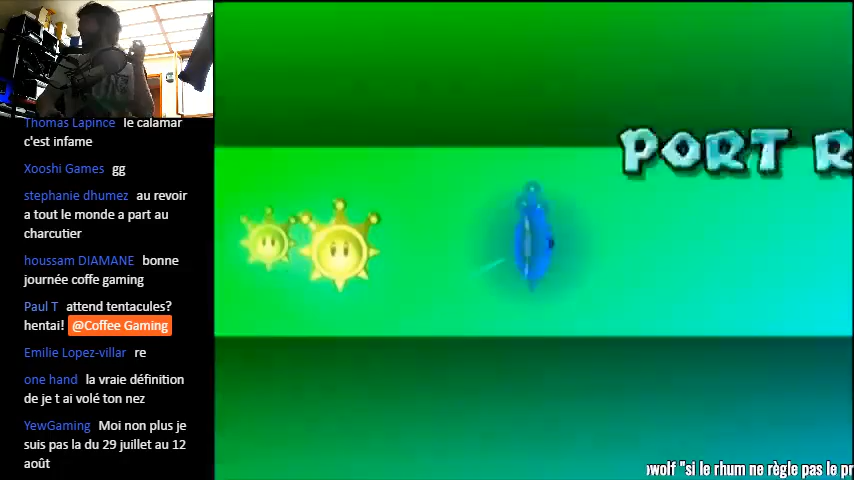 Thomas Lapince le calamar
c'est infame
Xooshi Games gg
stephanie dhumez au revoir
a tout le monde a part au
charcutier
houssam DIAMANE bonne
journée coffe gaming
Paul T attend tentacules?
hentai! @Coffee Gaming
Emilie Lopez-villar re
one hand la vraie définition
de je t ai volé ton nez
YewGaming Moi non plus je
suis pas la du 29 juillet au 12
août
PORT R
wolf "si le rhum ne règle pas le pr